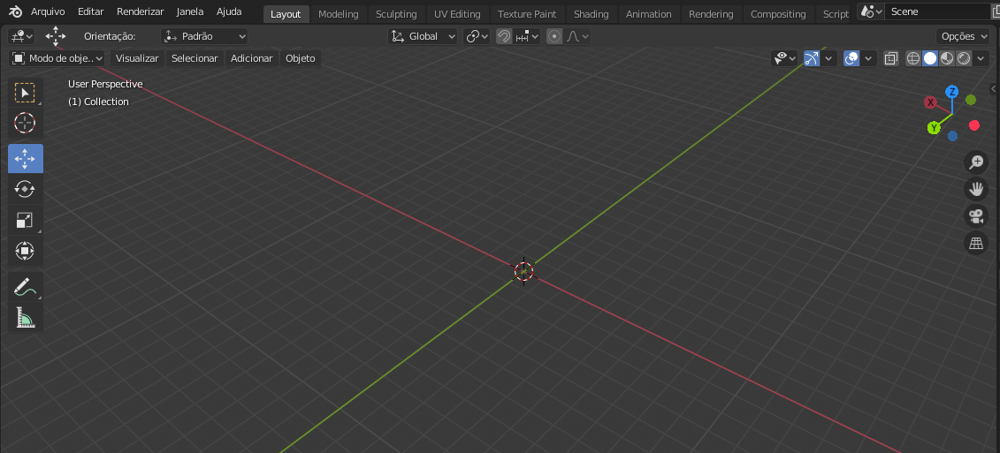 Arquivo Editar Renderizar Janela Ajuda Layout Modeling Sculpting UV Editing Texture Paint Shading Animation Rendering Compositing Script Scene
Orientação: Padrão Global Opções
Modo de obje.. Visualizar Selecionar Adicionar Objeto
User Perspective
(1) Collection
Z
X
Y